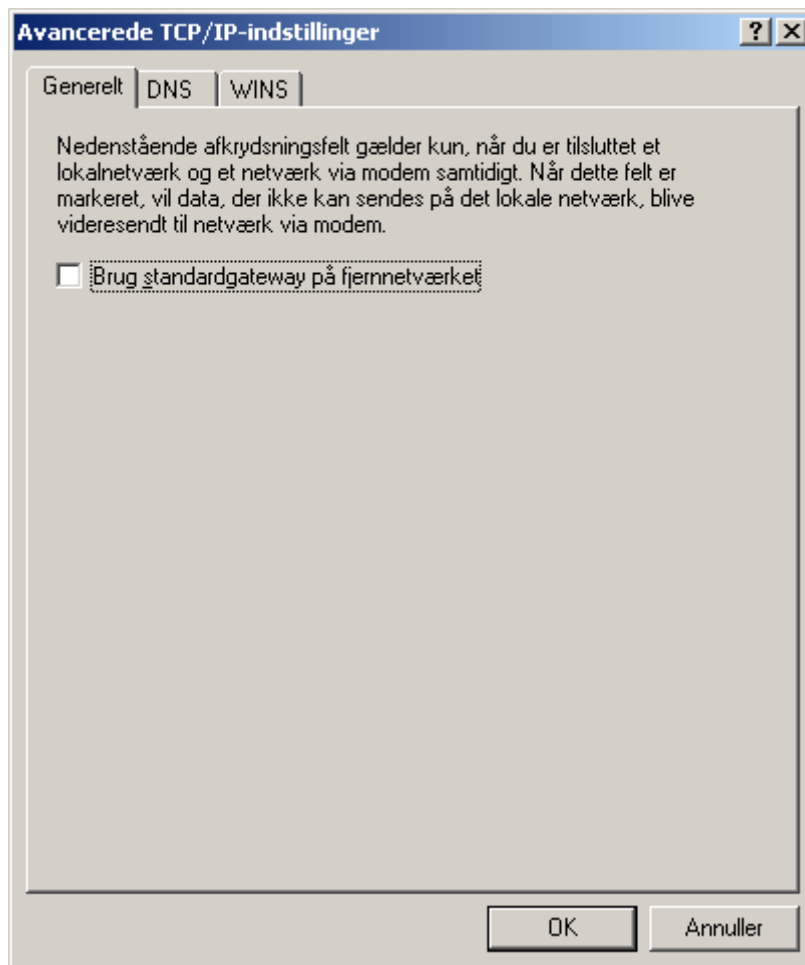 Avancerede TCP/IP-indstillinger
Generelt DNS WINS
Nedenstående afkrydsningsfelt gælder kun, når du er tilsluttet et
lokalnetværk og et netværk via modem samtidigt. Når dette felt er
markeret, vil data, der ikke kan sendes på det lokale netværk, blive
videresendt til netværk via modem.
Brug standardgateway på fjernnetværket
OK Annuller